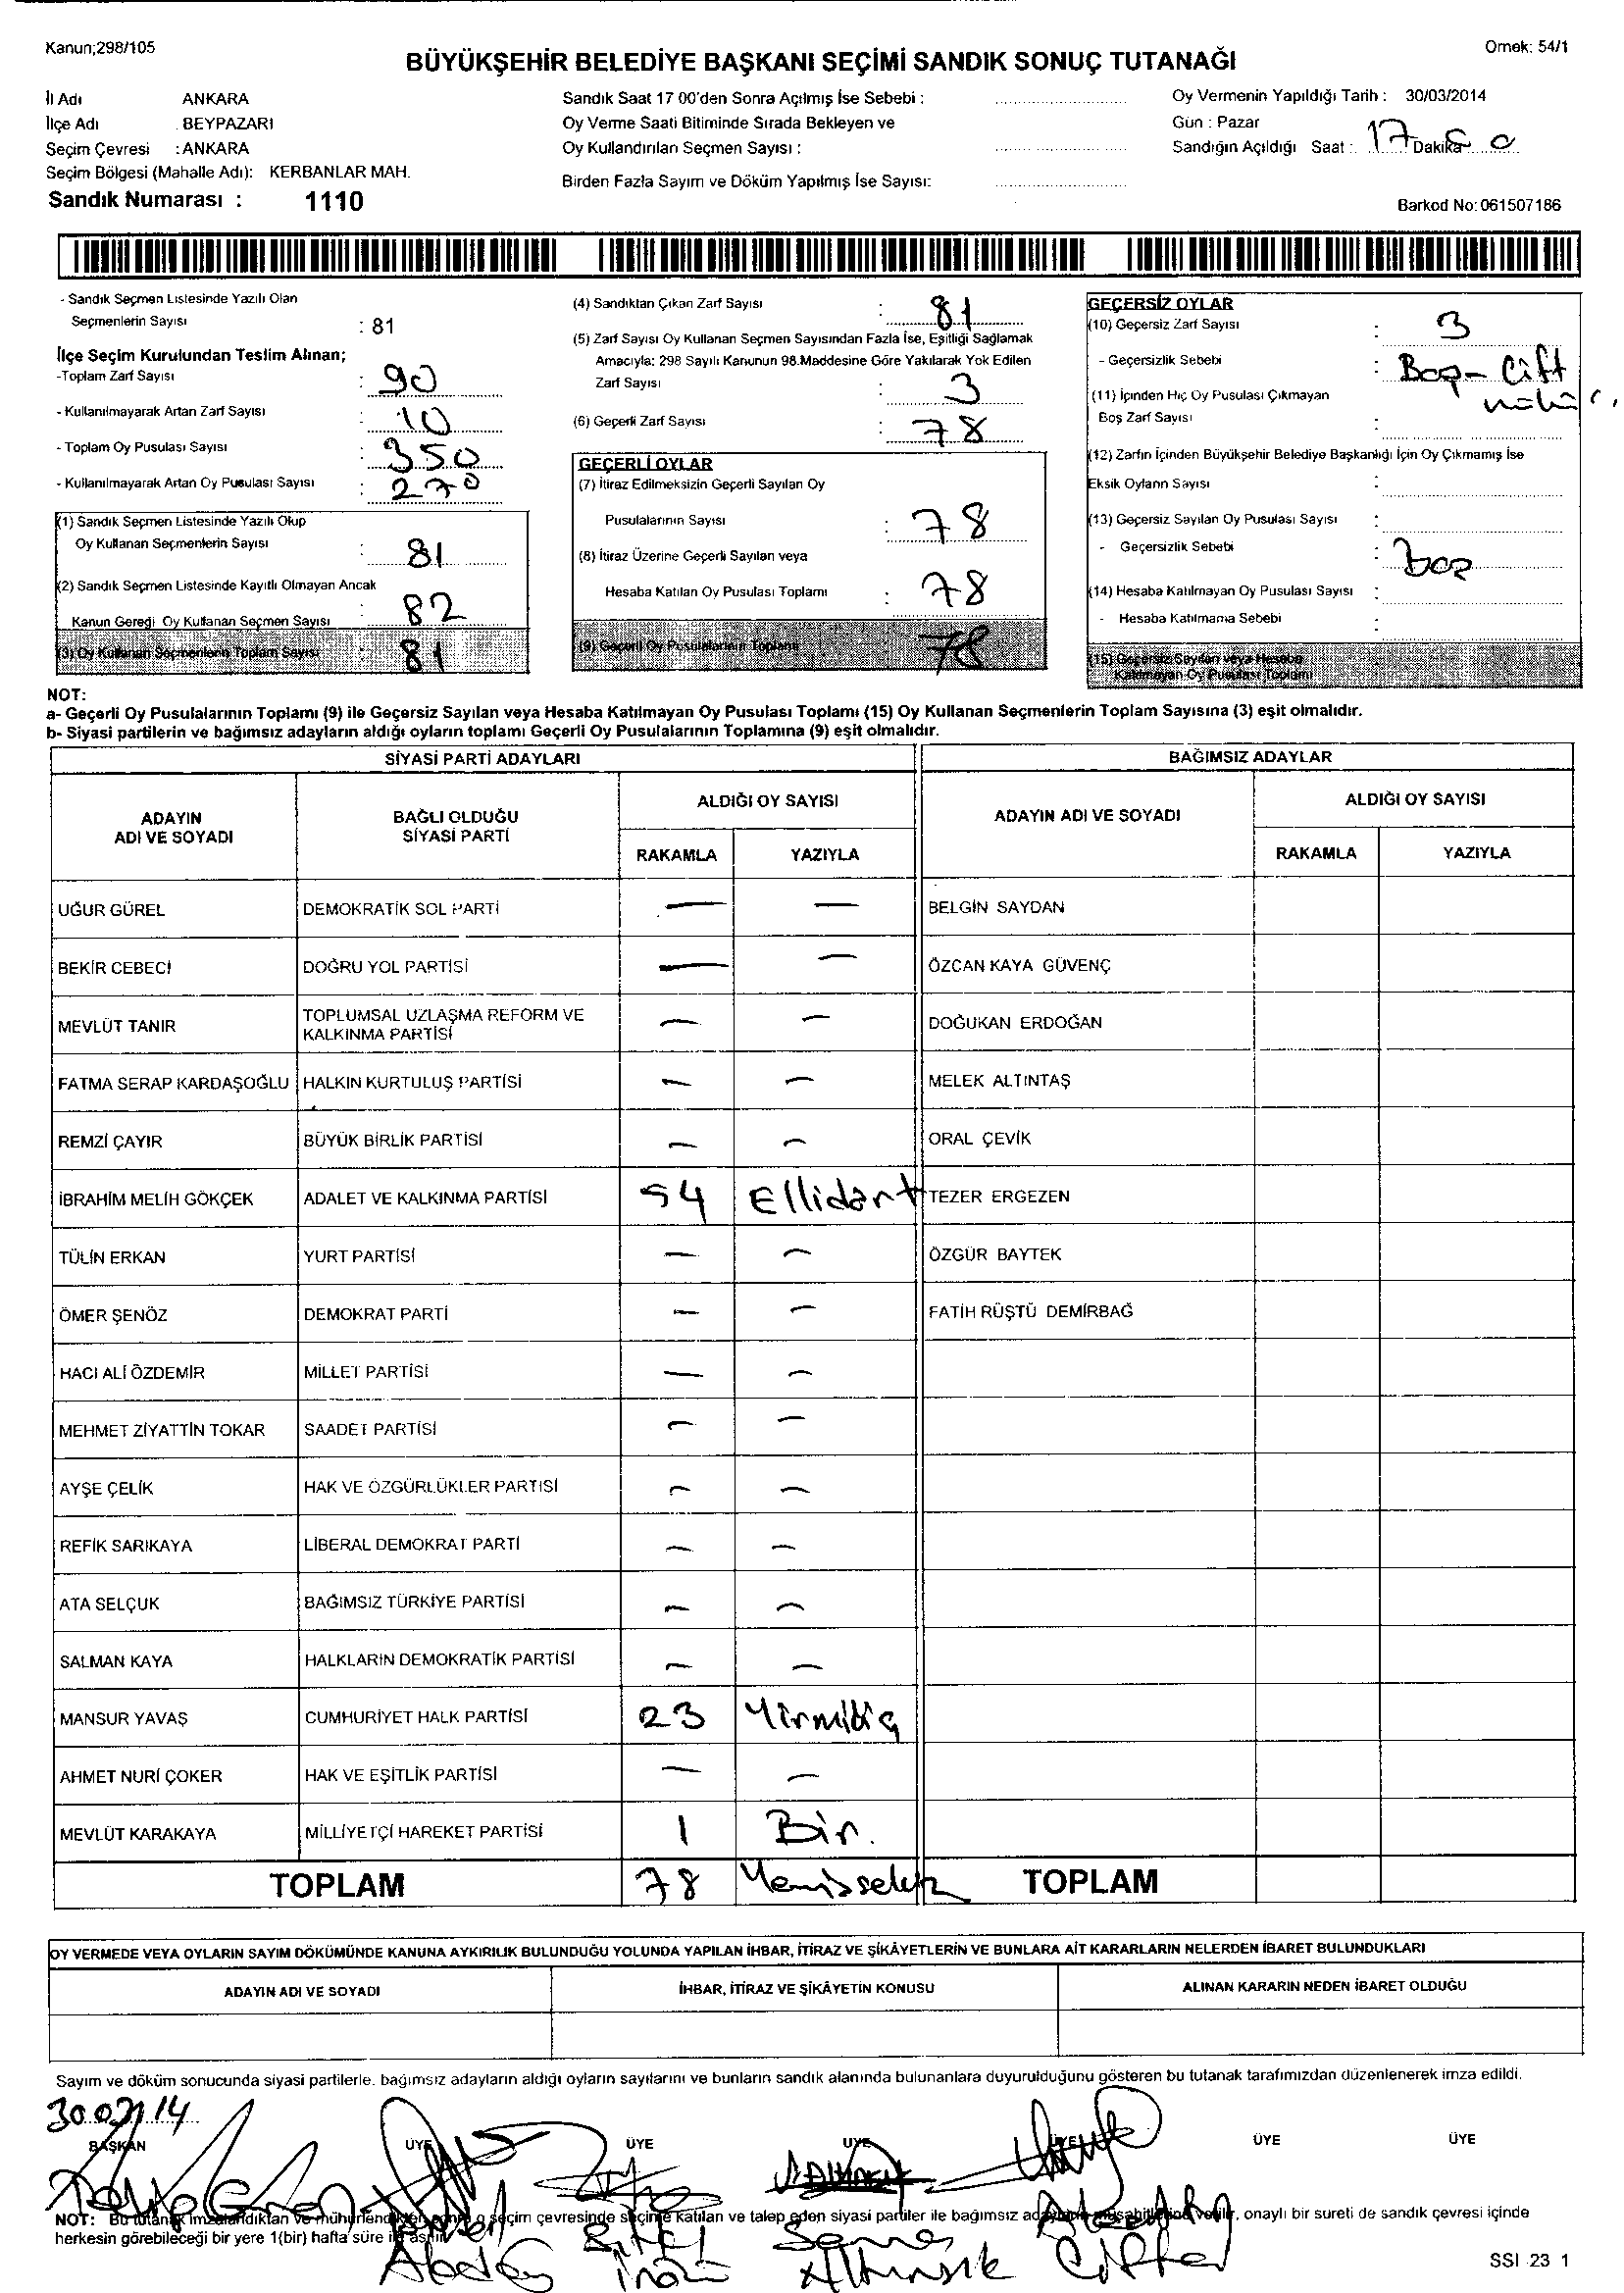 Kanun;298/105
Ornek: 54/1
BÜYÜKŞEHİR BELEDİYE BAŞKANI SEÇİMİ SANDIK SONUÇ TUTANAĞI
İl Adı ANKARA
İlçe Adı . BEYPAZARI
Seçim Çevresi : ANKARA
Seçim Bölgesi (Mahalle Adı): KERBANLAR MAH.
Sandık Numarası : 1110
Sandık Saat 17 00'den Sonra Açılmış İse Sebebi :
Oy Verme Saati Bitiminde Sırada Bekleyen ve
Oy Kullandırılan Seçmen Sayısı :
Birden Fazla Sayım ve Döküm Yapılmış İse Sayısı:
Oy Vermenin Yapıldığı Tarih : 30/03/2014
Gün : Pazar
Sandığın Açıldığı Saat : 17 Dakika
Barkod No: 061507186
- Sandık Seçmen Listesinde Yazılı Olan
Seçmenlerin Sayısı : 81
İlçe Seçim Kurulundan Teslim Alınan;
-Toplam Zarf Sayısı : 90
- Kullanılmayarak Artan Zarf Sayısı : 10
- Toplam Oy Pusulası Sayısı : 350
- Kullanılmayarak Artan Oy Pusulası Sayısı : 270
(1) Sandık Seçmen Listesinde Yazılı Olup
Oy Kullanan Seçmenlerin Sayısı : 81
(2) Sandık Seçmen Listesinde Kayıtlı Olmayan Ancak
Kanun Gereği Oy Kullanan Seçmen Sayısı : 82
(3) Oy Kullanan Seçmenlerin Toplam Sayısı : 81
(4) Sandıktan Çıkan Zarf Sayısı : 81
(5) Zarf Sayısı Oy Kullanan Seçmen Sayısından Fazla İse, Eşitliği Sağlamak
Amacıyla: 298 Sayılı Kanunun 98.Maddesine Göre Yakılarak Yok Edilen
Zarf Sayısı : 3
(6) Geçerli Zarf Sayısı : 78
GEÇERLİ OYLAR
(7) İtiraz Edilmeksizin Geçerli Sayılan Oy
Pusulalarının Sayısı : 78
(8) İtiraz Üzerine Geçerli Sayılan veya
Hesaba Katılan Oy Pusulası Toplamı : 78
(9) Geçerli Oy Pusulalarının Toplamı 78
GEÇERSİZ OYLAR
(10) Geçersiz Zarf Sayısı : 3
- Geçersizlik Sebebi : Boş - Çift
mühür
(11) İçinden Hiç Oy Pusulası Çıkmayan
Boş Zarf Sayısı :
(12) Zarfın İçinden Büyükşehir Belediye Başkanlığı İçin Oy Çıkmamış İse
Eksik Oyların Sayısı :
(13) Geçersiz Sayılan Oy Pusulası Sayısı :
- Geçersizlik Sebebi : boş
(14) Hesaba Katılmayan Oy Pusulası Sayısı :
- Hesaba Katılmama Sebebi :
(15) Geçersiz Sayılan veya Hesaba
Katılmayan Oy Pusulası Toplamı
NOT:
a- Geçerli Oy Pusulalarının Toplamı (9) ile Geçersiz Sayılan veya Hesaba Katılmayan Oy Pusulası Toplamı (15) Oy Kullanan Seçmenlerin Toplam Sayısına (3) eşit olmalıdır.
b- Siyasi partilerin ve bağımsız adayların aldığı oyların toplamı Geçerli Oy Pusulalarının Toplamına (9) eşit olmalıdır.
SİYASİ PARTİ ADAYLARI BAĞIMSIZ ADAYLAR
ADAYIN ADI VE SOYADI BAĞLI OLDUĞU SİYASİ PARTİ ALDIĞI OY SAYISI ADAYIN ADI VE SOYADI ALDIĞI OY SAYISI
RAKAMLA YAZIYLA RAKAMLA YAZIYLA
UĞUR GÜREL DEMOKRATİK SOL PARTİ — — BELGİN SAYDAN
BEKİR CEBECİ DOĞRU YOL PARTİSİ — — ÖZCAN KAYA GÜVENÇ
MEVLÜT TANIR TOPLUMSAL UZLAŞMA REFORM VE KALKINMA PARTİSİ — — DOĞUKAN ERDOĞAN
FATMA SERAP KARDAŞOĞLU HALKIN KURTULUŞ PARTİSİ — — MELEK ALTINTAŞ
REMZİ ÇAYIR BÜYÜK BİRLİK PARTİSİ — — ORAL ÇEVİK
İBRAHİM MELİH GÖKÇEK ADALET VE KALKINMA PARTİSİ 54 Ellidört TEZER ERGEZEN
TÜLİN ERKAN YURT PARTİSİ — — ÖZGÜR BAYTEK
ÖMER ŞENÖZ DEMOKRAT PARTİ — — FATİH RÜŞTÜ DEMİRBAĞ
HACI ALİ ÖZDEMİR MİLLET PARTİSİ — —
MEHMET ZİYATTİN TOKAR SAADET PARTİSİ — —
AYŞE ÇELİK HAK VE ÖZGÜRLÜKLER PARTİSİ — —
REFİK SARIKAYA LİBERAL DEMOKRAT PARTİ — —
ATA SELÇUK BAĞIMSIZ TÜRKİYE PARTİSİ — —
SALMAN KAYA HALKLARIN DEMOKRATİK PARTİSİ — —
MANSUR YAVAŞ CUMHURİYET HALK PARTİSİ 23 Yirmiüç
AHMET NURİ ÇOKER HAK VE EŞİTLİK PARTİSİ — —
MEVLÜT KARAKAYA MİLLİYETÇİ HAREKET PARTİSİ 1 Bir.
TOPLAM 78 TOPLAM
OY VERMEDE VEYA OYLARIN SAYIM DÖKÜMÜNDE KANUNA AYKIRILIK BULUNDUĞU YOLUNDA YAPILAN İHBAR, İTİRAZ VE ŞİKÂYETLERİN VE BUNLARA AİT KARARLARIN NELERDEN İBARET BULUNDUKLARI
ADAYIN ADI VE SOYADI İHBAR, İTİRAZ VE ŞİKÂYETİN KONUSU ALINAN KARARIN NEDEN İBARET OLDUĞU
Sayım ve döküm sonucunda siyasi partilerle. bağımsız adayların aldığı oyların sayılarını ve bunların sandık alanında bulunanlara duyurulduğunu gösteren bu tutanak tarafımızdan düzenlenerek imza edildi.
BAŞKAN ÜYE ÜYE ÜYE ÜYE ÜYE ÜYE
NOT: Bu tutanak imzalandıktan ve mühürlendikten sonra o seçim çevresinde seçime katılan ve talep eden siyasi partiler ile bağımsız adayların müşahitlerine verilir, onaylı bir sureti de sandık çevresi içinde
herkesin görebileceği bir yere 1(bir) hafta süre ile asılır.
SSI 23 1